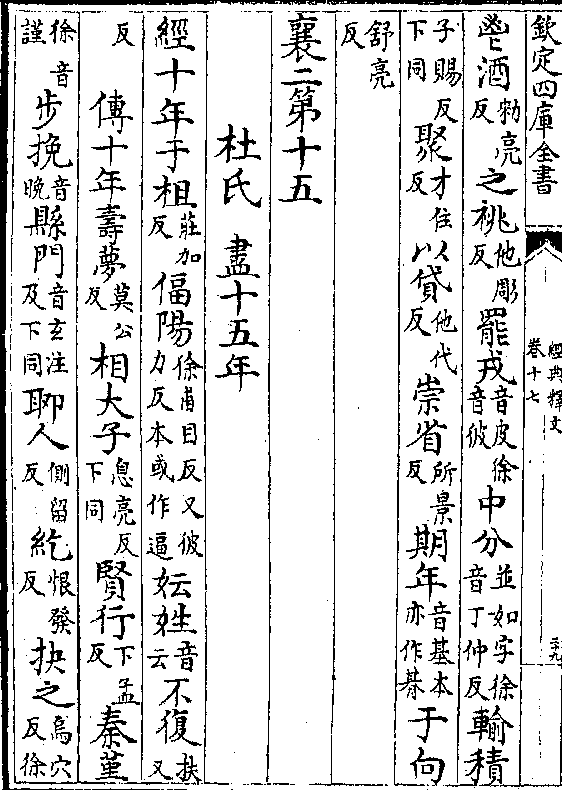 欽定四庫全書
經典釋文
卷十七
鬯酒勑亮反之祧他彫反罷戎音皮徐音彼中分並如字徐音丁仲反輸積
子賜反下同聚才住反以貸他代反崇省所景反期年音基本亦作朞于向
舒亮反
襄二第十五
杜氏　盡十五年
經十年于柤莊加反偪陽徐甫目反又彼力反本或作逼妘姓音云不復扶又
反
傳十年壽夢莫公反相大子息亮反下同賢行下孟反秦堇
徐音謹步挽音晚縣門音玄注及下同郰人側留反紇恨發反抉之烏穴反徐